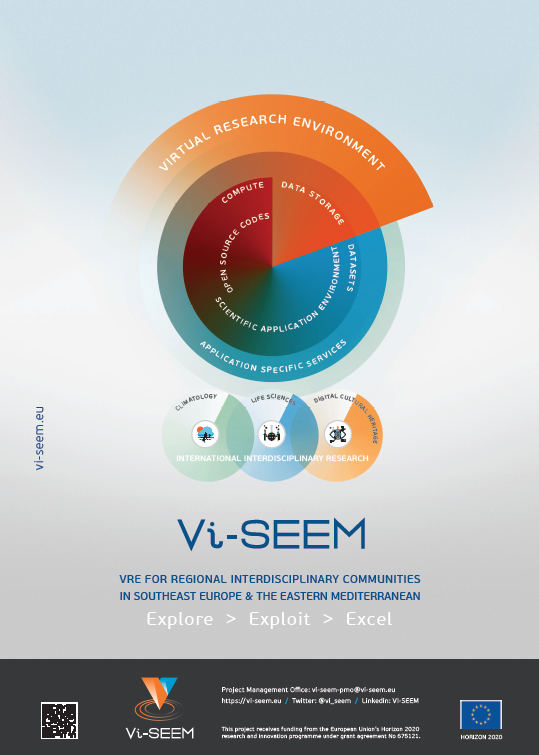 VIRTUAL RESEARCH ENVIRONMENT
COMPUTE
DATA STORAGE
OPEN SOURCE CODES
DATASETS
SCIENTIFIC APPLICATION ENVIRONMENT
APPLICATION SPECIFIC SERVICES
CLIMATOLOGY
LIFE SCIENCES
DIGITAL CULTURAL HERITAGE
INTERNATIONAL INTERDISCIPLINARY RESEARCH
vi-seem.eu
Vi-SEEM
VRE FOR REGIONAL INTERDISCIPLINARY COMMUNITIES
IN SOUTHEAST EUROPE & THE EASTERN MEDITERRANEAN
Explore > Exploit > Excel
Project Management Office: vi-seem-pmo@vi-seem.eu
https://vi-seem.eu / Twitter: @vi_seem / Linkedin: VI-SEEM
Vi-SEEM
This project receives funding from the European Union's Horizon 2020
research and innovation programme under grant agreement No 675121.
HORIZON 2020